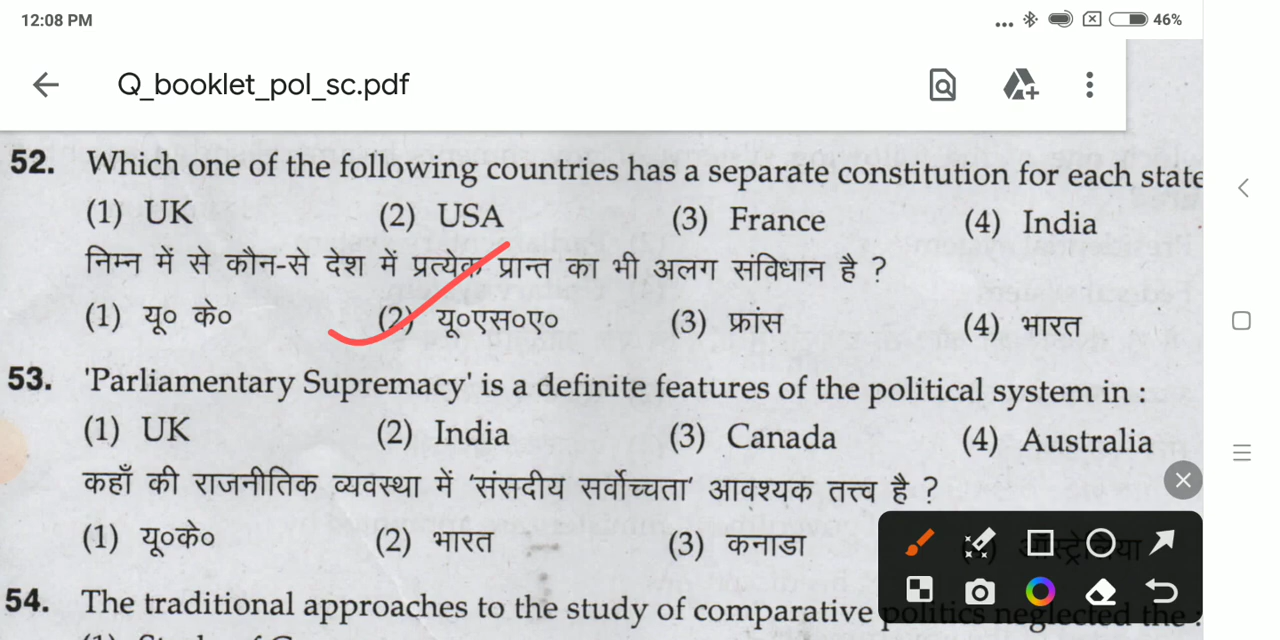 12:08 PM
46%
Q_booklet_pol_sc.pdf
52. Which one of the following countries has a separate constitution for each state
(1) UK (2) USA (3) France (4) India
निम्न में से कौन-से देश में प्रत्येक प्रान्त का भी अलग संविधान है ?
(1) यू० के० (2) यू०एस०ए० (3) फ्रांस (4) भारत
53. 'Parliamentary Supremacy' is a definite features of the political system in :
(1) UK (2) India (3) Canada (4) Australia
कहाँ की राजनीतिक व्यवस्था में 'संसदीय सर्वोच्चता' आवश्यक तत्त्व है ?
(1) यू०के० (2) भारत (3) कनाडा
54. The traditional approaches to the study of comparative politics neglected the :